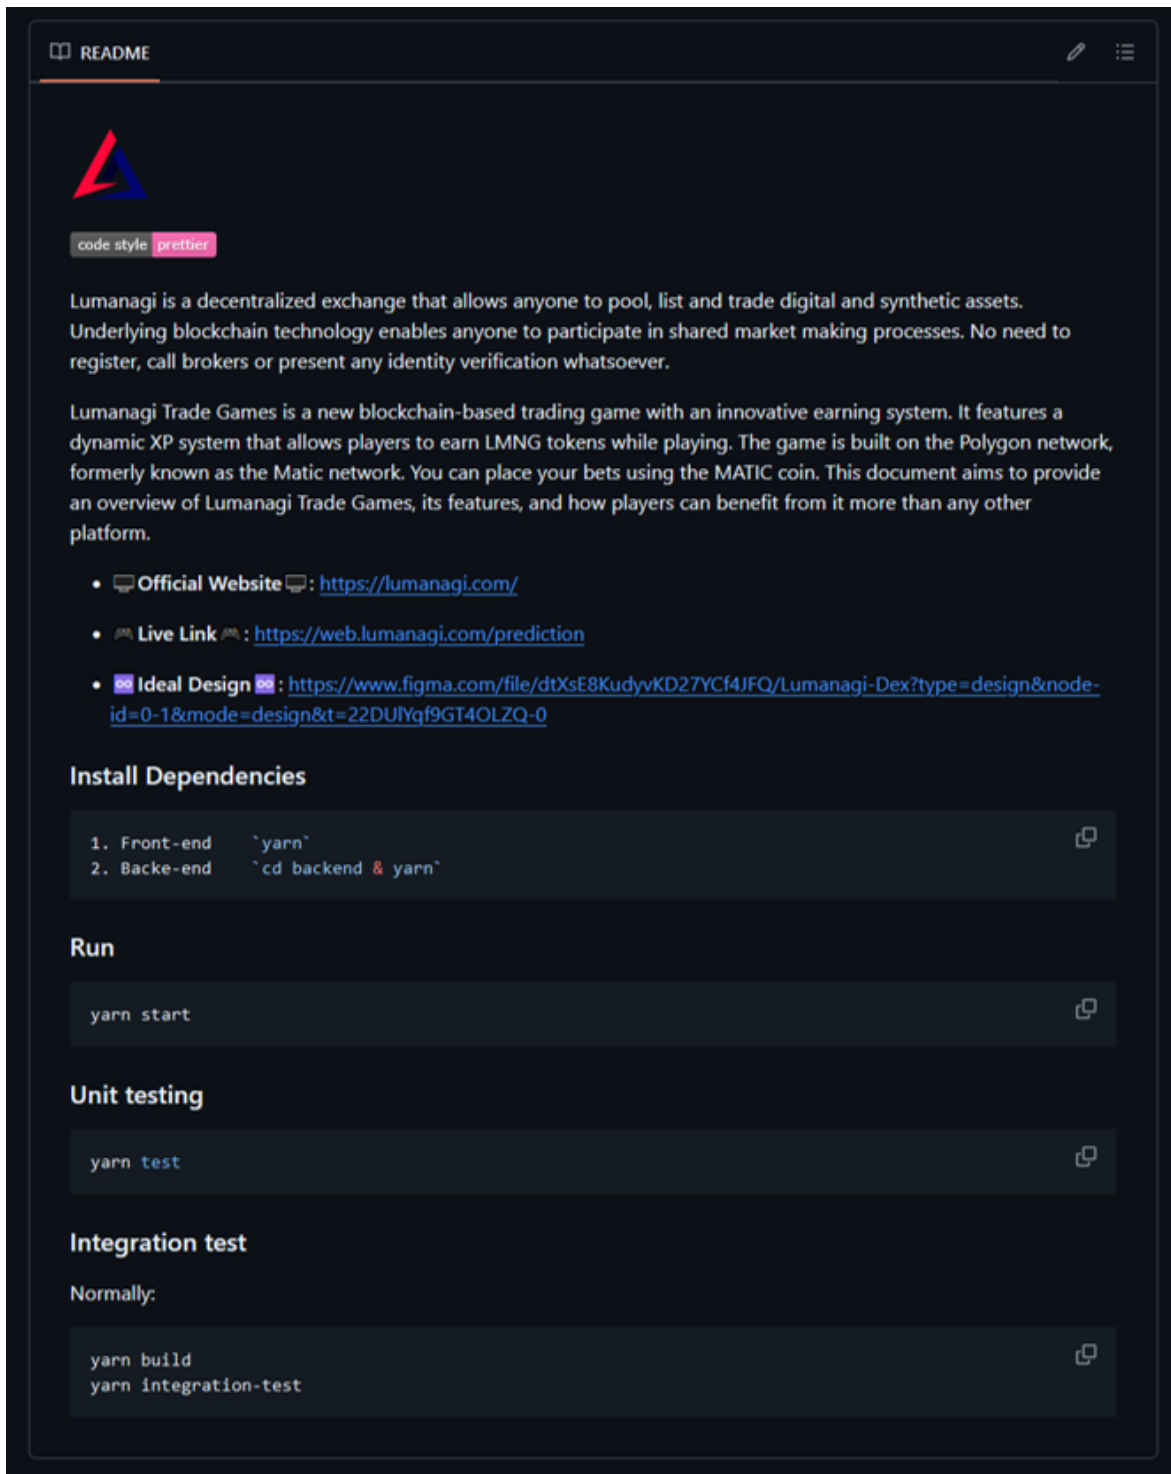 README
code style prettier
Lumanagi is a decentralized exchange that allows anyone to pool, list and trade digital and synthetic assets.
Underlying blockchain technology enables anyone to participate in shared market making processes. No need to
register, call brokers or present any identity verification whatsoever.
Lumanagi Trade Games is a new blockchain-based trading game with an innovative earning system. It features a
dynamic XP system that allows players to earn LMNG tokens while playing. The game is built on the Polygon network,
formerly known as the Matic network. You can place your bets using the MATIC coin. This document aims to provide
an overview of Lumanagi Trade Games, its features, and how players can benefit from it more than any other
platform.
• Official Website : https://lumanagi.com/
• Live Link : https://web.lumanagi.com/prediction
• Ideal Design : https://www.figma.com/file/dtXsE8KudyvKD27YCf4JFQ/Lumanagi-Dex?type=design&node-
id=0-1&mode=design&t=22DUlYqf9GT4OLZQ-0
Install Dependencies
1. Front-end `yarn`
2. Backe-end `cd backend & yarn`
Run
yarn start
Unit testing
yarn test
Integration test
Normally:
yarn build
yarn integration-test